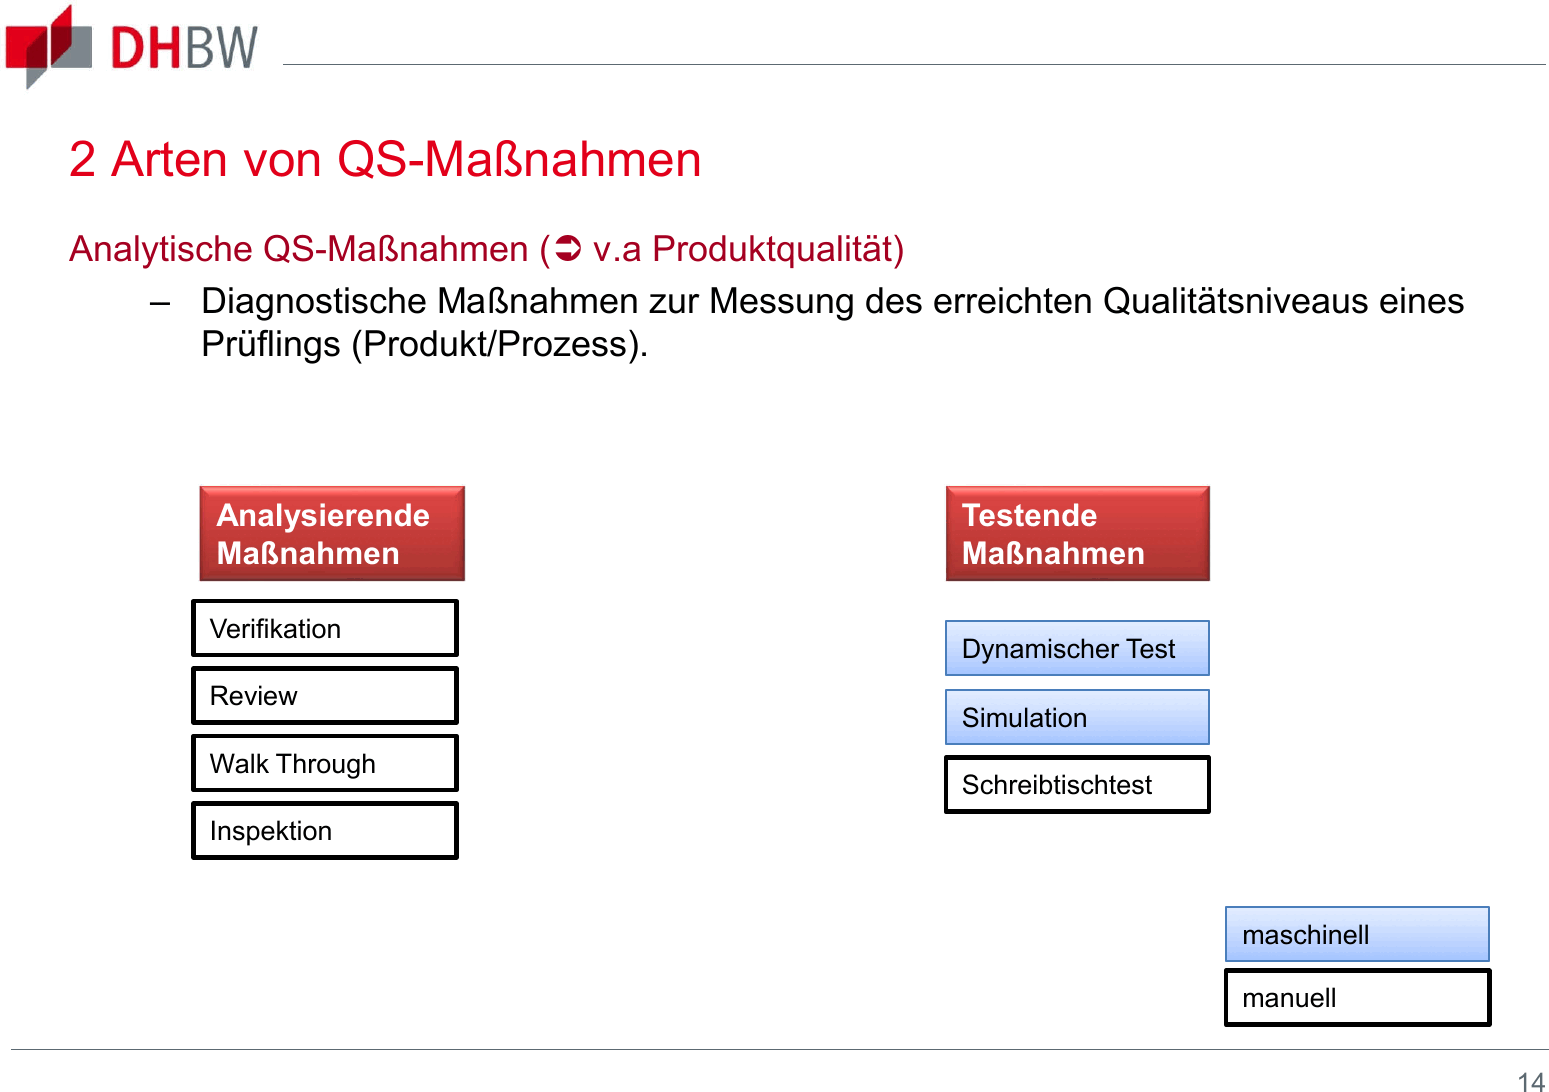 DHBW
2 Arten von QS-Maßnahmen
Analytische QS-Maßnahmen (➲ v.a Produktqualität)
– Diagnostische Maßnahmen zur Messung des erreichten Qualitätsniveaus eines
Prüflings (Produkt/Prozess).
Analysierende
Maßnahmen
Verifikation
Review
Walk Through
Inspektion
Testende
Maßnahmen
Dynamischer Test
Simulation
Schreibtischtest
maschinell
manuell
14